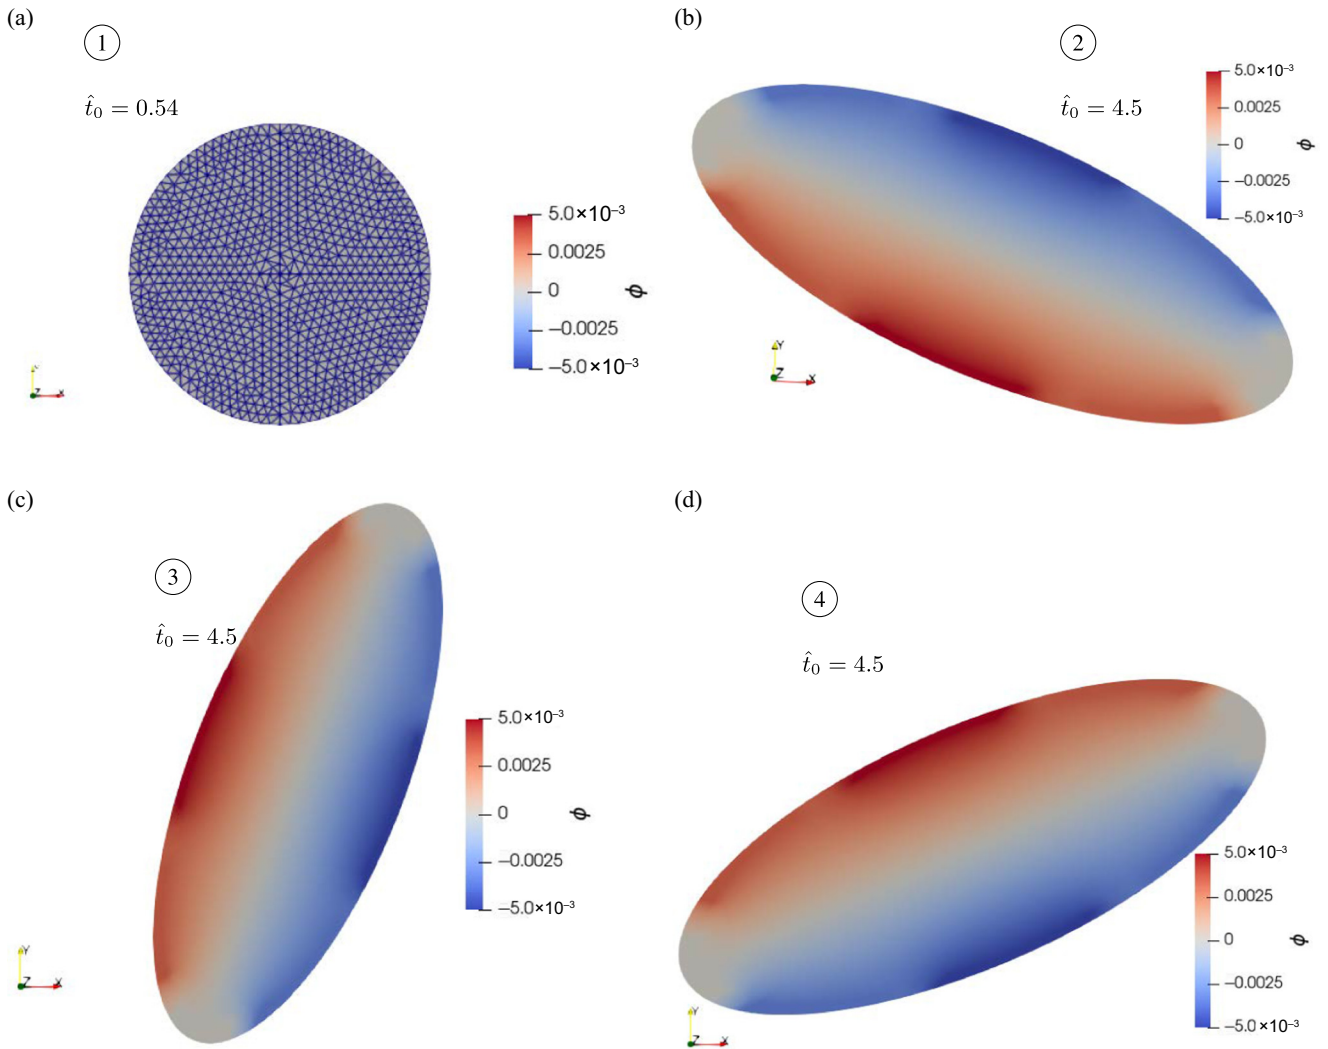 (a)
1
t̂₀ = 0.54
5.0×10⁻³
0.0025
0
−0.0025
−5.0×10⁻³
ϕ
Y
Z X
(b)
2
t̂₀ = 4.5
5.0×10⁻³
0.0025
0
−0.0025
−5.0×10⁻³
ϕ
Y
Z X
(c)
3
t̂₀ = 4.5
5.0×10⁻³
0.0025
0
−0.0025
−5.0×10⁻³
ϕ
Y
Z X
(d)
4
t̂₀ = 4.5
5.0×10⁻³
0.0025
0
−0.0025
−5.0×10⁻³
ϕ
Y
Z X